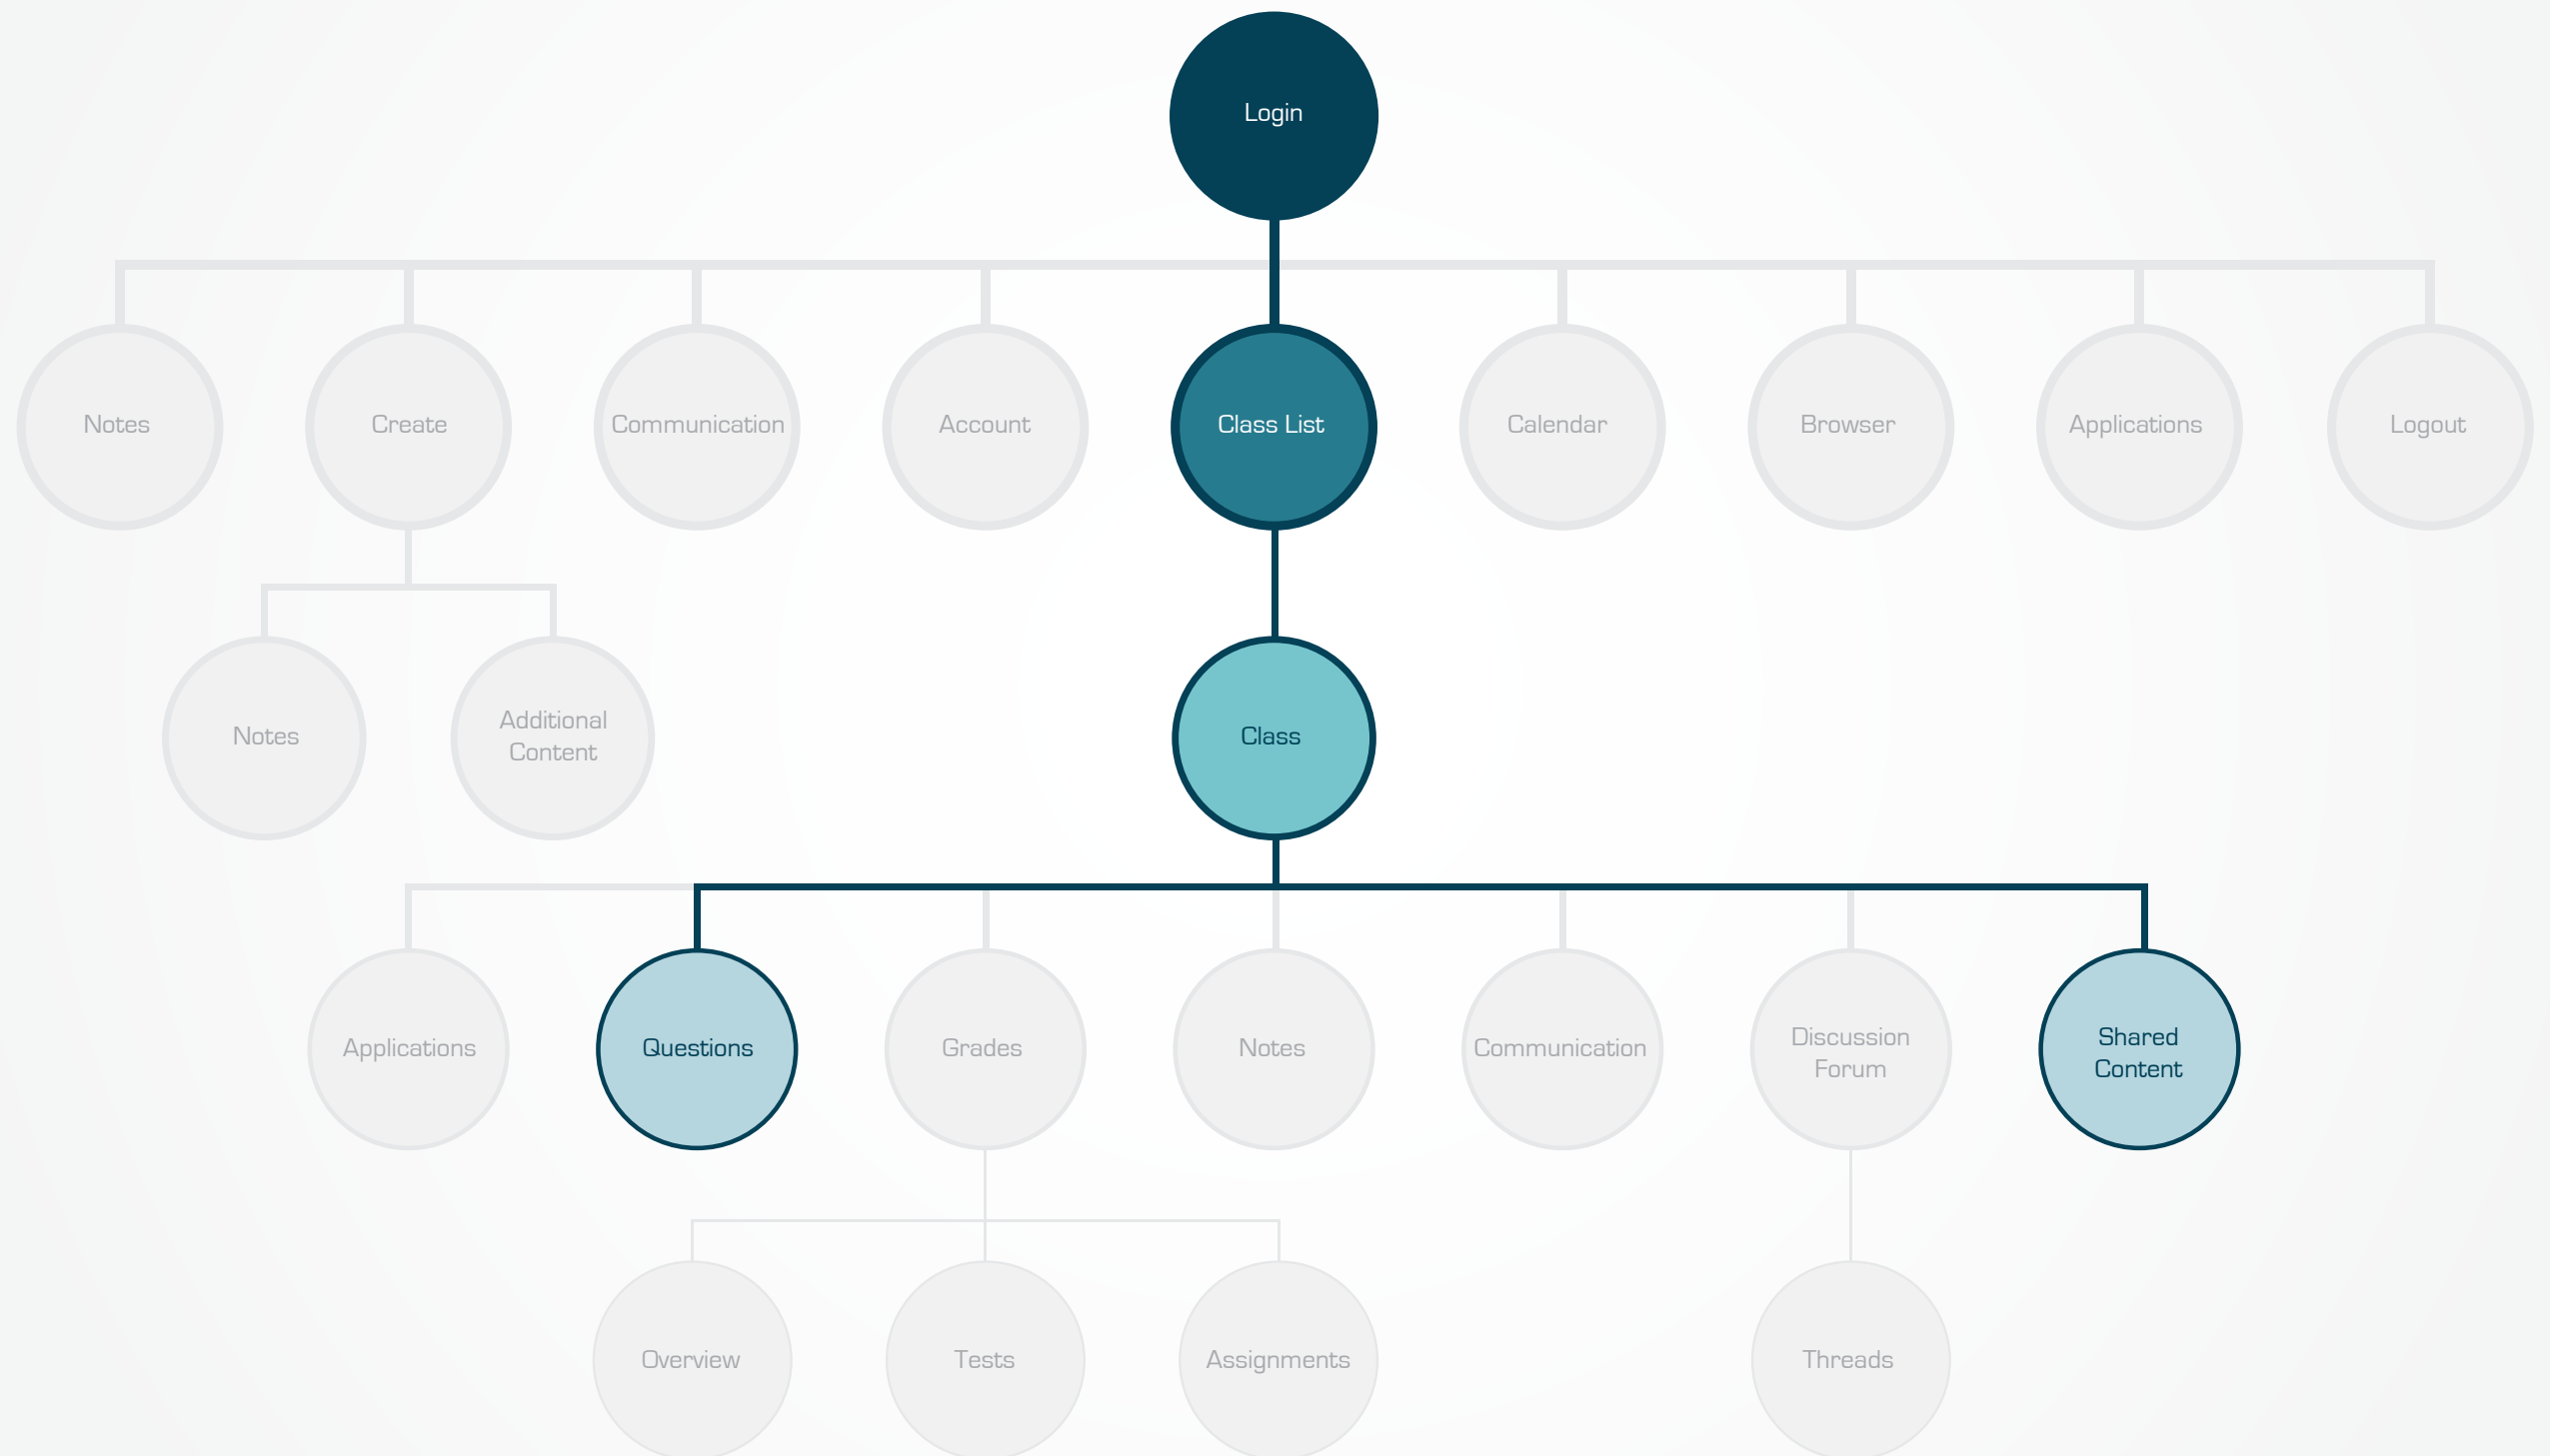 Login
Notes
Create
Communication
Account
Class List
Calendar
Browser
Applications
Logout
Notes
Additional
Content
Class
Applications
Questions
Grades
Notes
Communication
Discussion
Forum
Shared
Content
Overview
Tests
Assignments
Threads